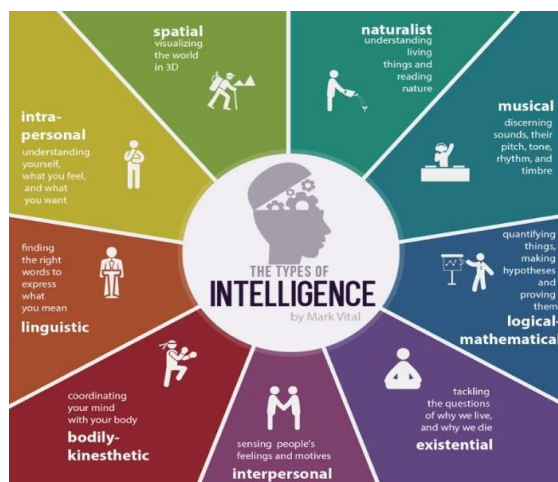 spatial
visualizing
the world
in 3D
naturalist
understanding
living
things and
reading
nature
musical
discerning
sounds, their
pitch, tone,
rhythm, and
timbre
quantifying
things,
making
hypotheses
and
proving
them
logical-
mathematical
tackling
the questions
of why we live,
and why we die
existential
sensing people's
feelings and motives
interpersonal
coordinating
your mind
with your body
bodily-
kinesthetic
finding
the right
words to
express
what
you mean
linguistic
intra-
personal
understanding
yourself,
what you feel,
and what
you want
THE TYPES OF
INTELLIGENCE
by Mark Vital